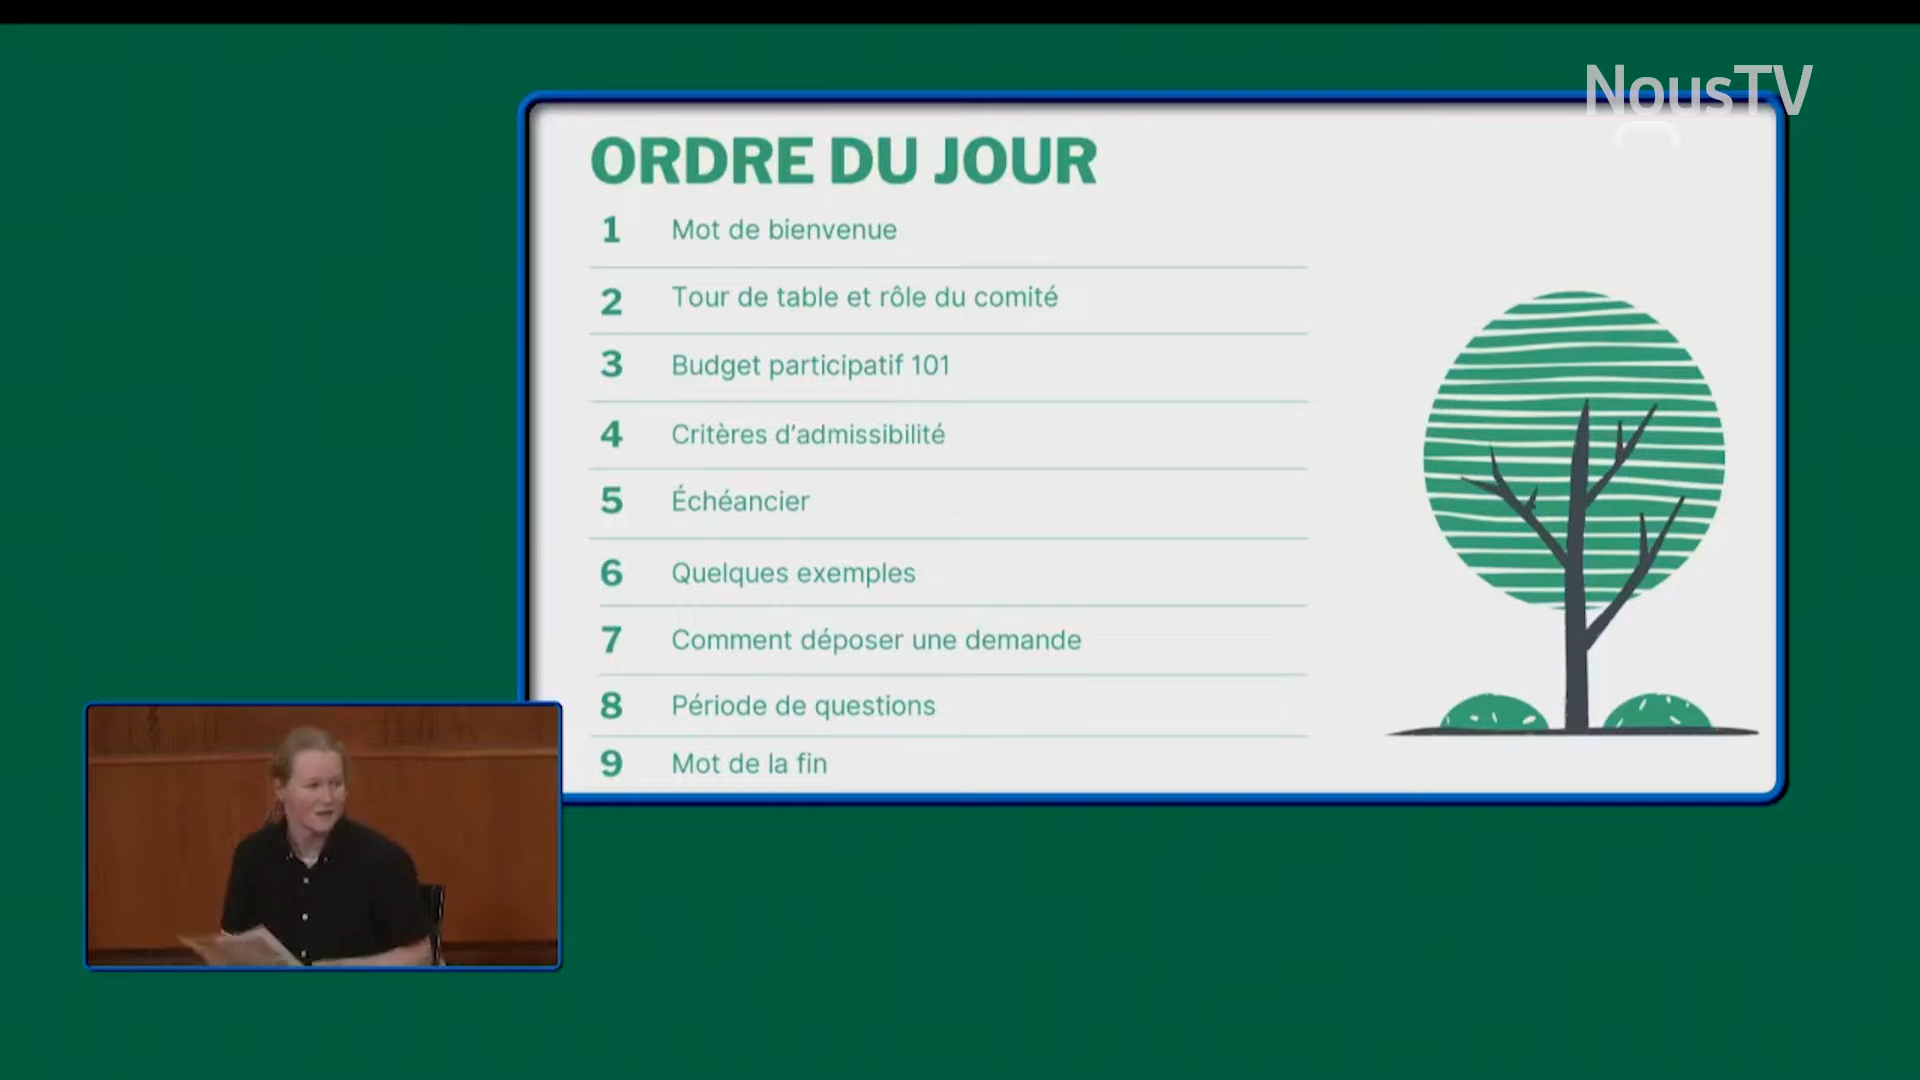 NousTV
ORDRE DU JOUR
1 Mot de bienvenue
2 Tour de table et rôle du comité
3 Budget participatif 101
4 Critères d’admissibilité
5 Échéancier
6 Quelques exemples
7 Comment déposer une demande
8 Période de questions
9 Mot de la fin